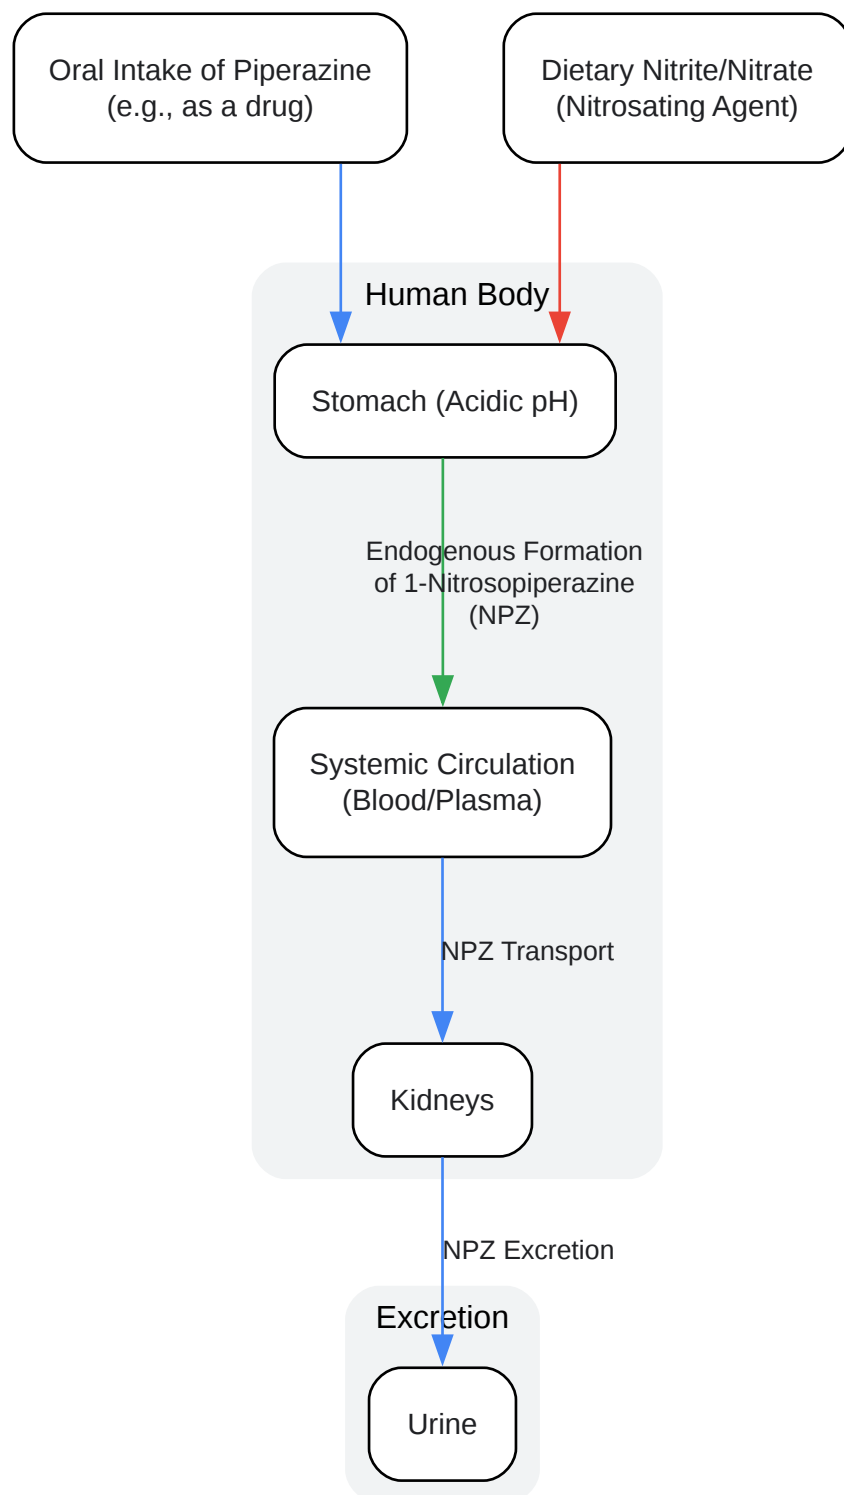 Oral Intake of Piperazine
(e.g., as a drug)
Dietary Nitrite/Nitrate
(Nitrosating Agent)
Human Body
Stomach (Acidic pH)
Endogenous Formation
of 1-Nitrosopiperazine
(NPZ)
Systemic Circulation
(Blood/Plasma)
NPZ Transport
Kidneys
NPZ Excretion
Excretion
Urine